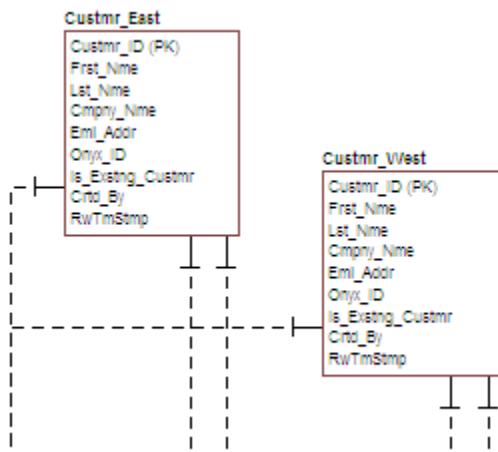 Custmr_East
Custmr_ID (PK)
Frst_Nme
Lst_Nme
Cmpny_Nme
Eml_Addr
Onyx_ID
Is_Exstng_Custmr
Crtd_By
RwTmStmp
Custmr_West
Custmr_ID (PK)
Frst_Nme
Lst_Nme
Cmpny_Nme
Eml_Addr
Onyx_ID
Is_Exstng_Custmr
Crtd_By
RwTmStmp